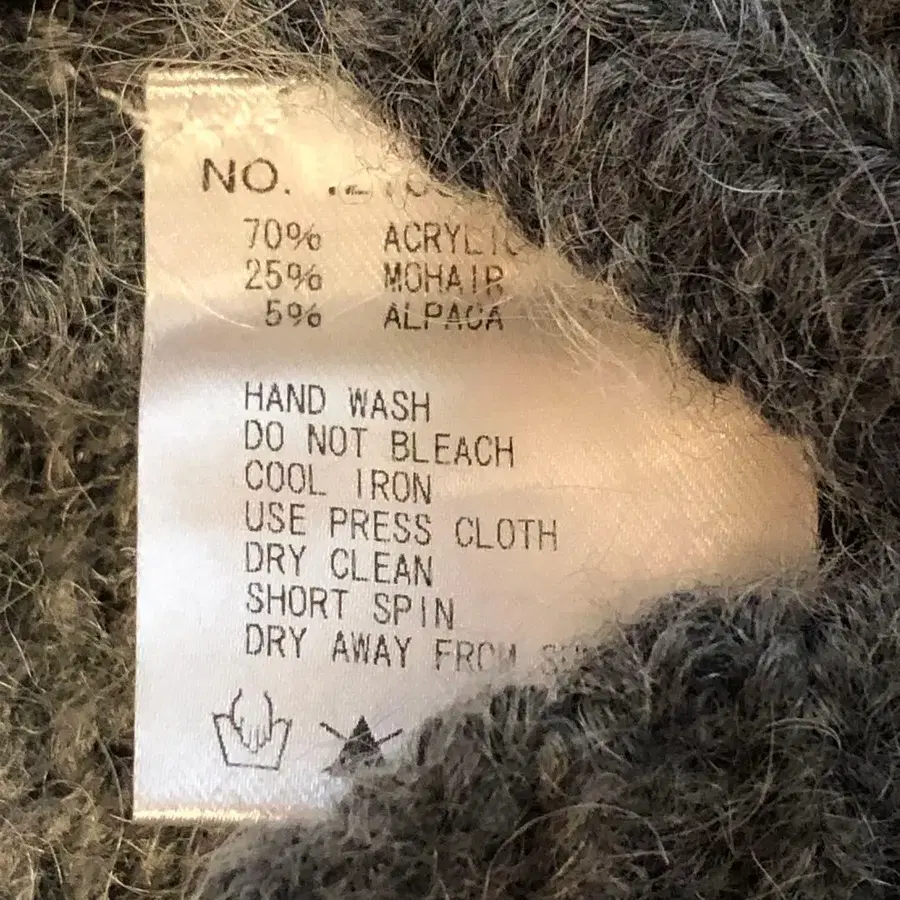 NO.
70% ACRYLIC
25% MOHAIR
5% ALPACA
HAND WASH
DO NOT BLEACH
COOL IRON
USE PRESS CLOTH
DRY CLEAN
SHORT SPIN
DRY AWAY FROM